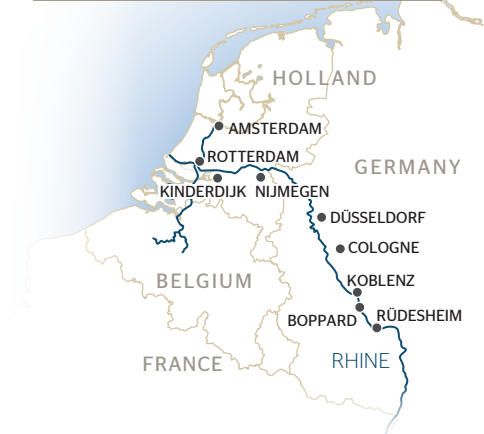 HOLLAND
AMSTERDAM
ROTTERDAM
GERMANY
KINDERDIJK
NIJMEGEN
DÜSSELDORF
COLOGNE
BELGIUM
KOBLENZ
BOPPARD
RÜDESHEIM
FRANCE
RHINE